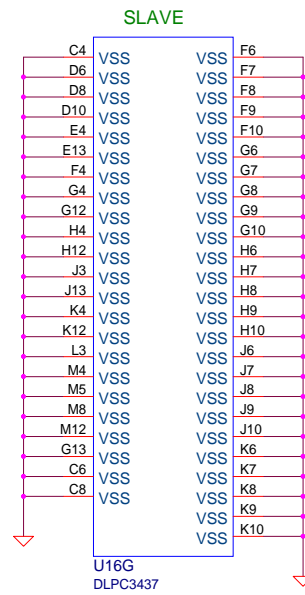 SLAVE
C4 VSS VSS F6
D6 VSS VSS F7
D8 VSS VSS F8
D10 VSS VSS F9
E4 VSS VSS F10
E13 VSS VSS G6
F4 VSS VSS G7
G4 VSS VSS G8
G12 VSS VSS G9
H4 VSS VSS G10
H12 VSS VSS H6
J3 VSS VSS H7
J13 VSS VSS H8
K4 VSS VSS H9
K12 VSS VSS H10
L3 VSS VSS J6
M4 VSS VSS J7
M5 VSS VSS J8
M8 VSS VSS J9
M12 VSS VSS J10
G13 VSS VSS K6
C6 VSS VSS K7
C8 VSS VSS K8
VSS K9
VSS K10
U16G
DLPC3437